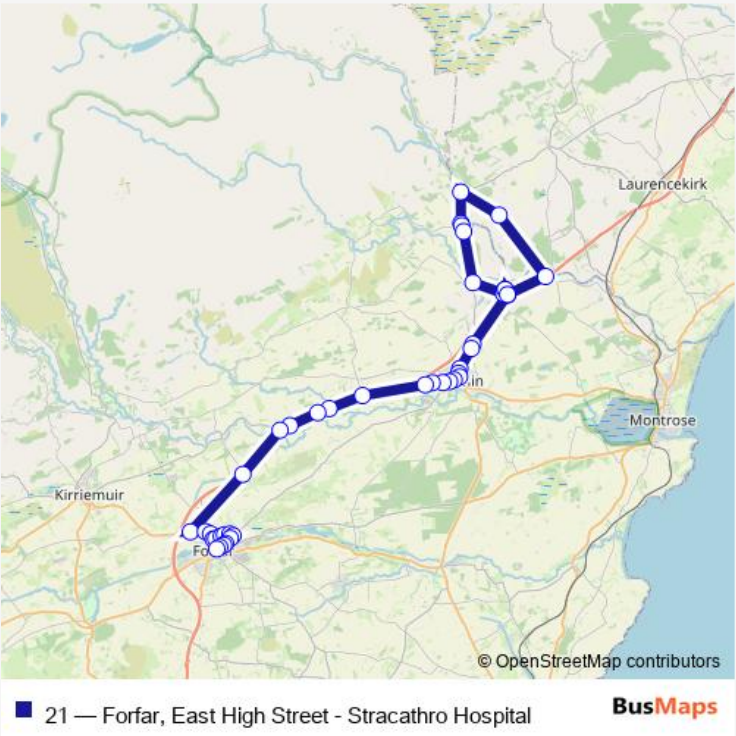 Laurencekirk
Montrose
Kirriemuir
© OpenStreetMap contributors
21 — Forfar, East High Street - Stracathro Hospital
BusMaps